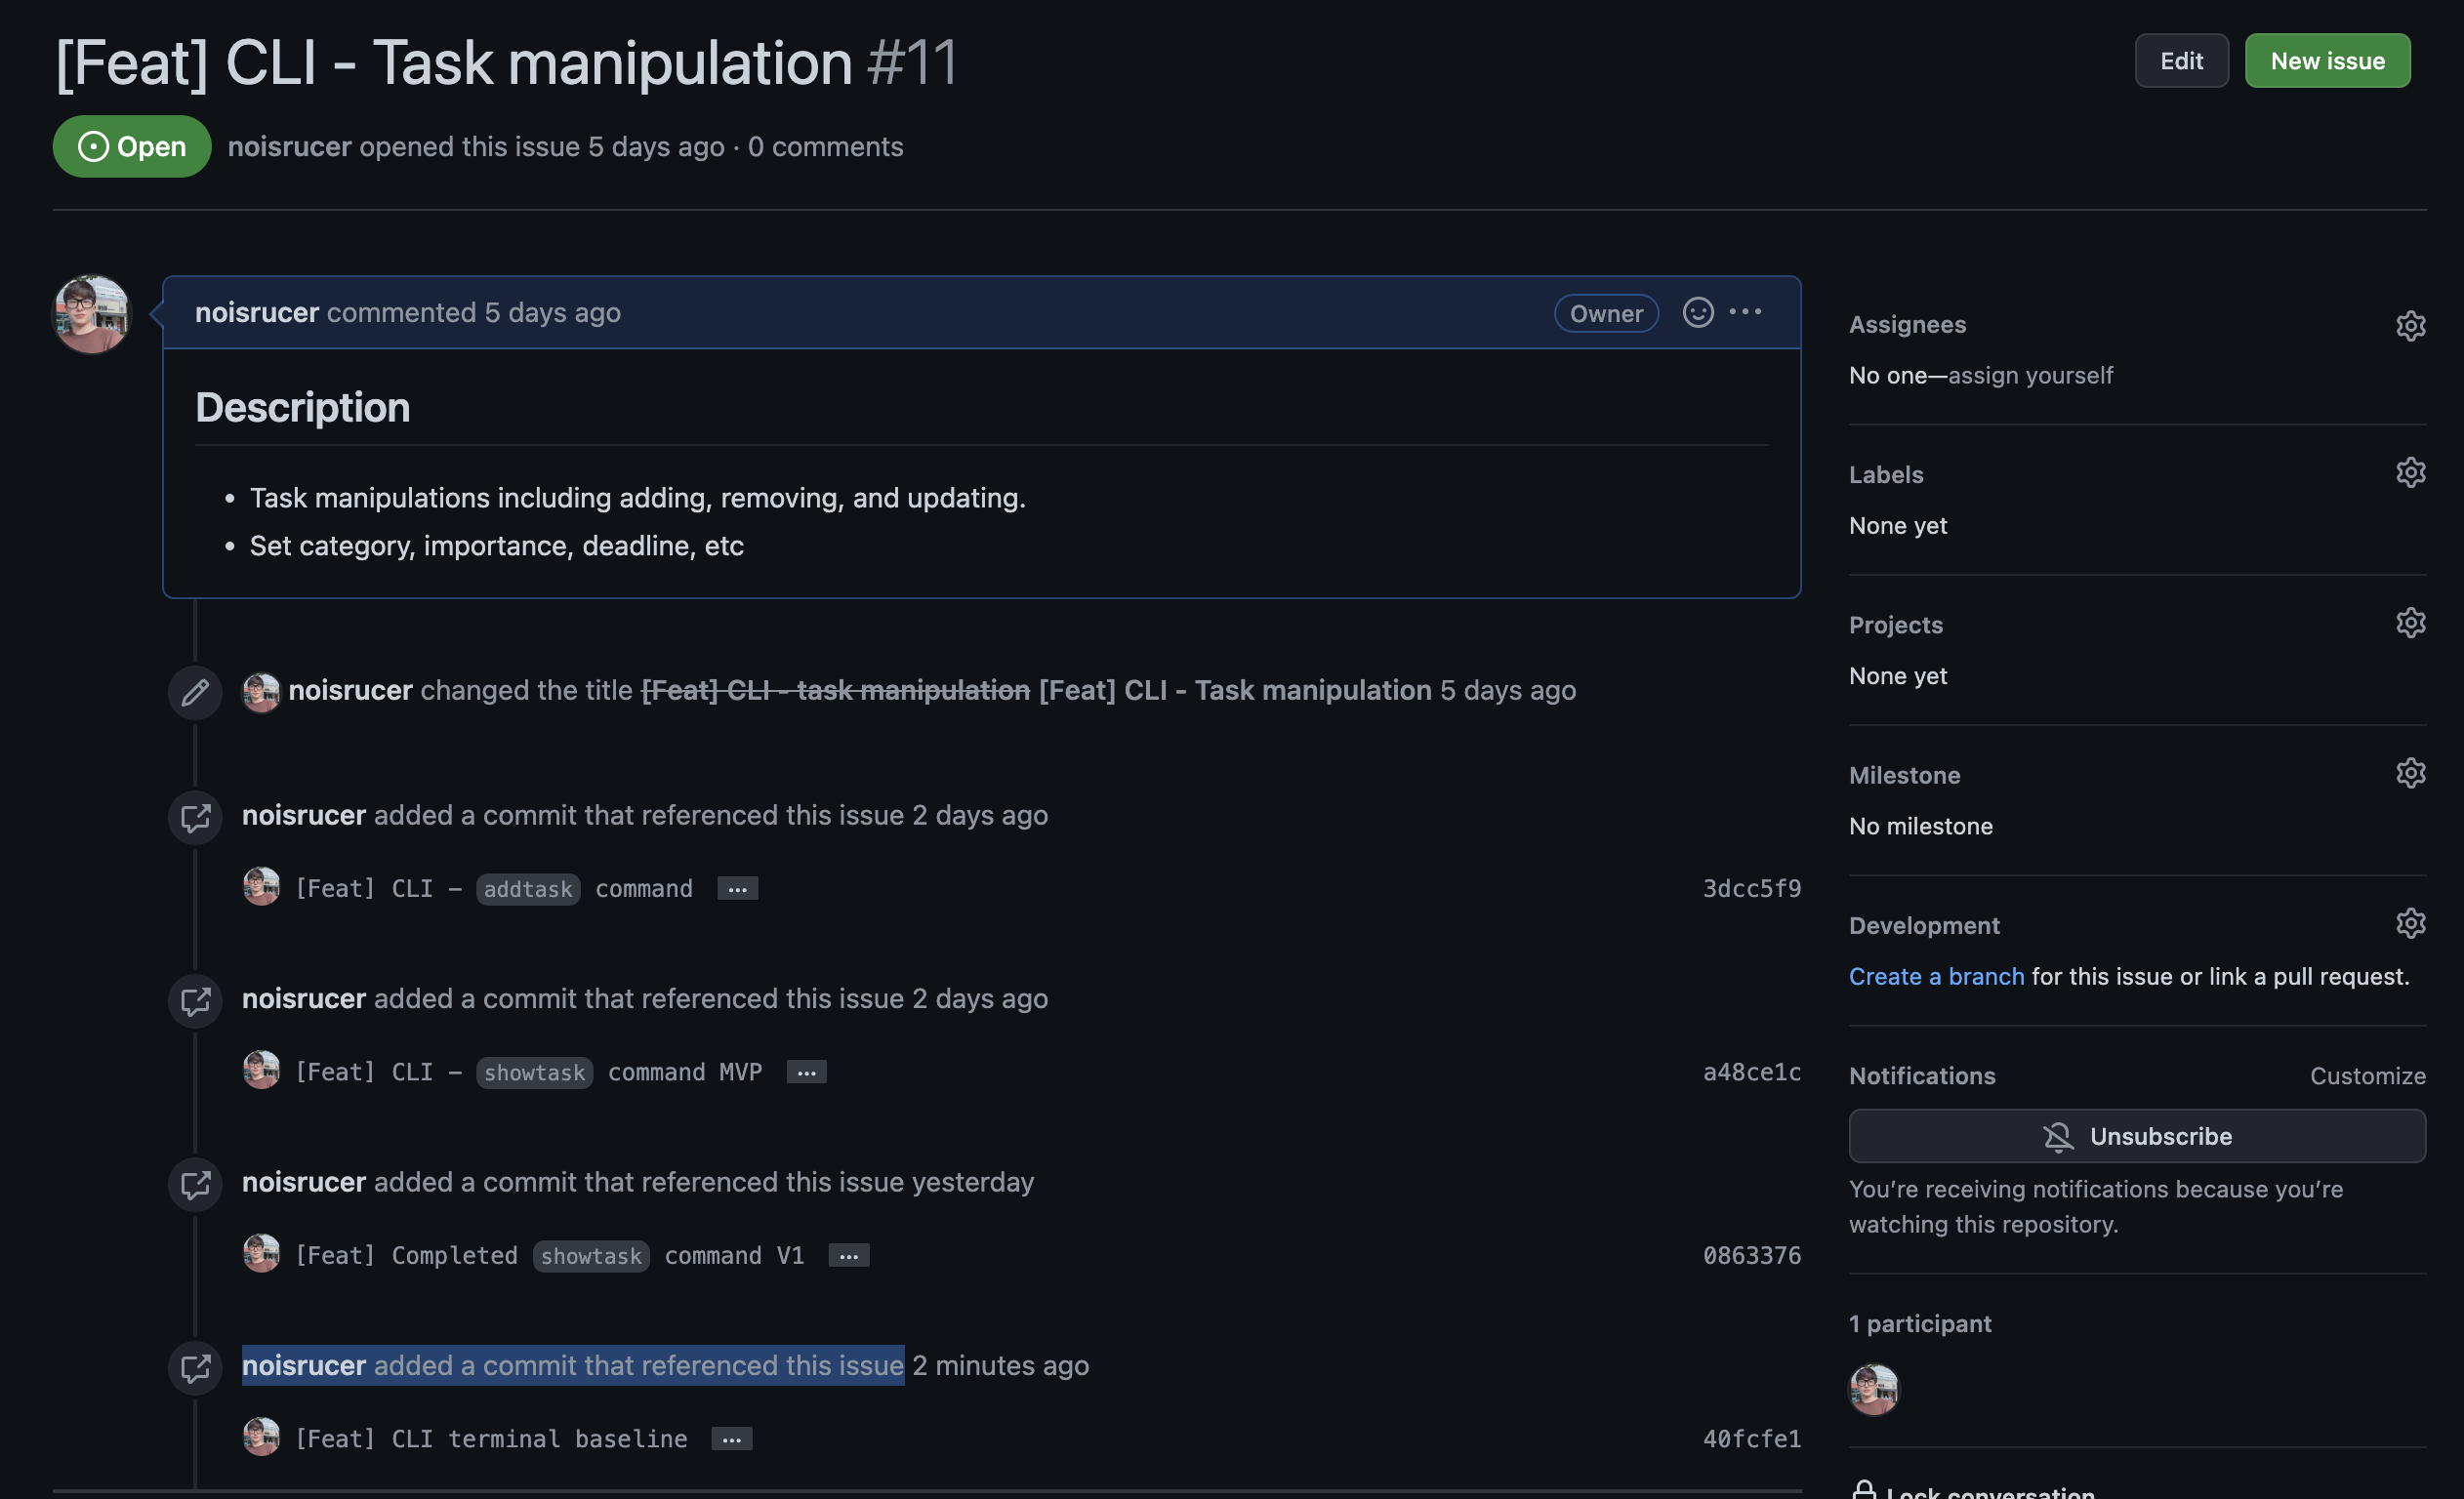 [Feat] CLI - Task manipulation #11
Edit
New issue
Open
noisrucer opened this issue 5 days ago · 0 comments
noisrucer commented 5 days ago
Owner
Description
• Task manipulations including adding, removing, and updating.
• Set category, importance, deadline, etc
noisrucer changed the title [Feat] CLI - task manipulation [Feat] CLI - Task manipulation 5 days ago
noisrucer added a commit that referenced this issue 2 days ago
[Feat] CLI – addtask command ...
3dcc5f9
noisrucer added a commit that referenced this issue 2 days ago
[Feat] CLI – showtask command MVP ...
a48ce1c
noisrucer added a commit that referenced this issue yesterday
[Feat] Completed showtask command V1 ...
0863376
noisrucer added a commit that referenced this issue 2 minutes ago
[Feat] CLI terminal baseline ...
40fcfe1
Assignees
No one—assign yourself
Labels
None yet
Projects
None yet
Milestone
No milestone
Development
Create a branch for this issue or link a pull request.
Notifications
Customize
Unsubscribe
You're receiving notifications because you're
watching this repository.
1 participant
Lock conversation